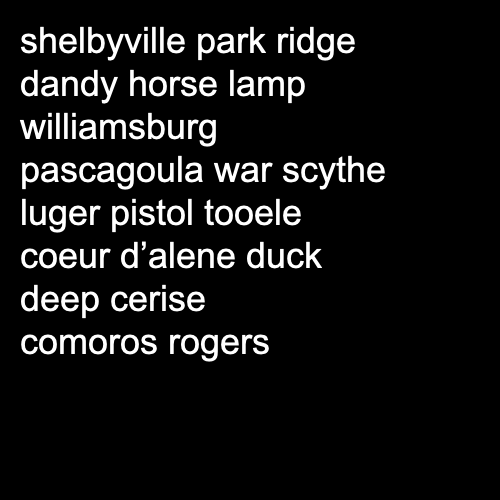 shelbyville park ridge
dandy horse lamp
williamsburg
pascagoula war scythe
luger pistol tooele
coeur d’alene duck
deep cerise
comoros rogers